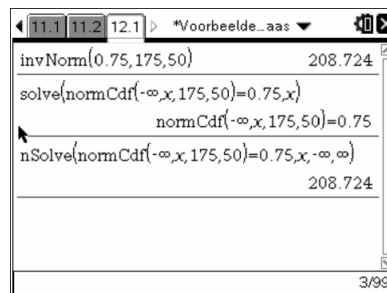 11.1 11.2 12.1 *Voorbeelde...aas
invNorm(0.75,175,50) 208.724
solve(normCdf(-∞,x,175,50)=0.75,x)
normCdf(-∞,x,175,50)=0.75
nSolve(normCdf(-∞,x,175,50)=0.75,x,-∞,∞)
208.724
3/99